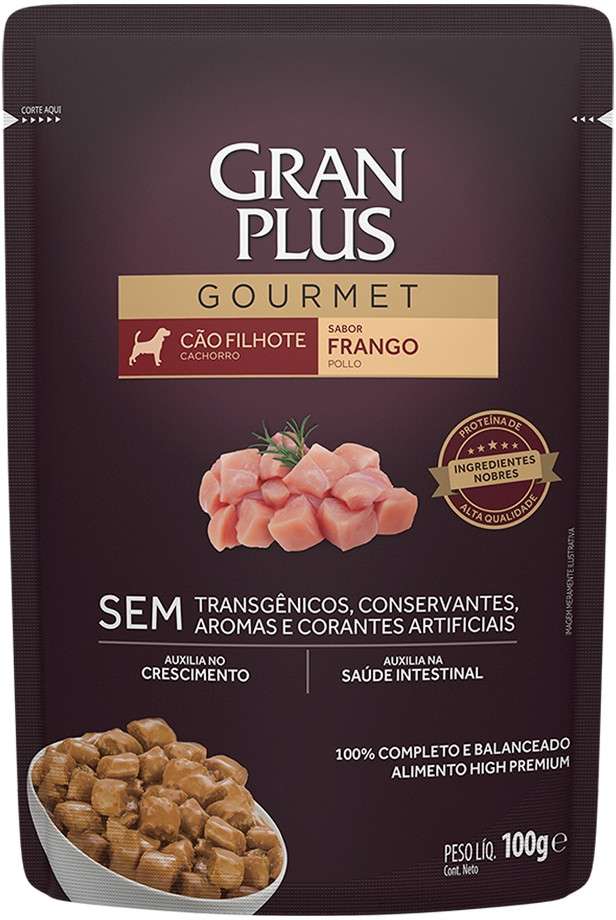 CORTE AQUI
GRAN
PLUS
GOURMET
CÃO FILHOTE
CACHORRO
SABOR
FRANGO
POLLO
PROTEÍNA DE
INGREDIENTES
NOBRES
ALTA QUALIDADE
IMAGEM MERAMENTE ILUSTRATIVA
SEM TRANSGÊNICOS, CONSERVANTES,
AROMAS E CORANTES ARTIFICIAIS
AUXILIA NO
CRESCIMENTO
AUXILIA NA
SAÚDE INTESTINAL
100% COMPLETO E BALANCEADO
ALIMENTO HIGH PREMIUM
PESO LÍQ. 100g e
Cont. Neto